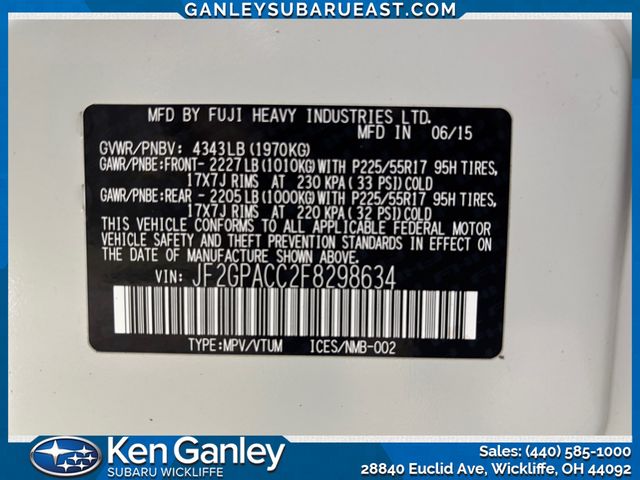 GANLEYSUBARUEAST.COM
MFD BY FUJI HEAVY INDUSTRIES LTD.
MFD IN 06/15
GVWR/PNBV: 4343LB (1970KG)
GAWR/PNBE:FRONT- 2227LB (1010KG) WITH P225/55R17 95H TIRES,
17X7J RIMS AT 230 KPA (33 PSI) COLD
GAWR/PNBE:REAR - 2205LB (1000KG) WITH P225/55R17 95H TIRES,
17X7J RIMS AT 220 KPA (32 PSI) COLD
THIS VEHICLE CONFORMS TO ALL APPLICABLE FEDERAL MOTOR
VEHICLE SAFETY AND THEFT PREVENTION STANDARDS IN EFFECT
ON THE DATE OF MANUFACTURE SHOWN ABOVE.
VIN: JF2GPACC2F8298634
TYPE:MPV/VTUM ICES/NMB-002
Ken Ganley
SUBARU WICKLIFFE
Sales: (440) 585-1000
28840 Euclid Ave, Wickliffe, OH 44092